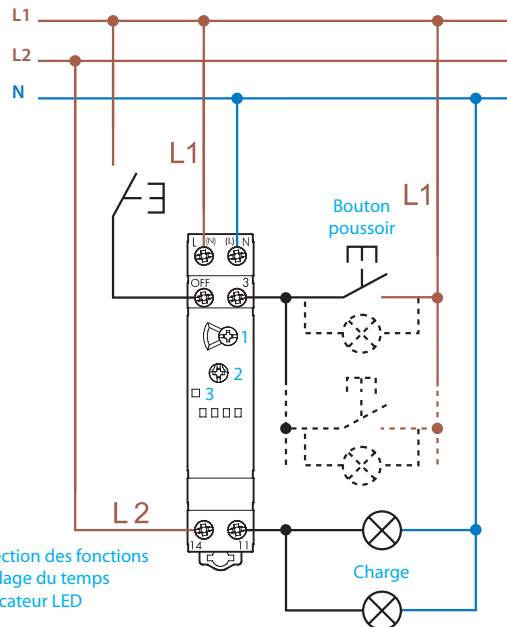 L1
L2
N
L1
L1
Bouton
poussoir
L (N) (L) N
OFF 3
1
2
3
L 2
14 11
ction des fonctions
lage du temps
cateur LED
Charge